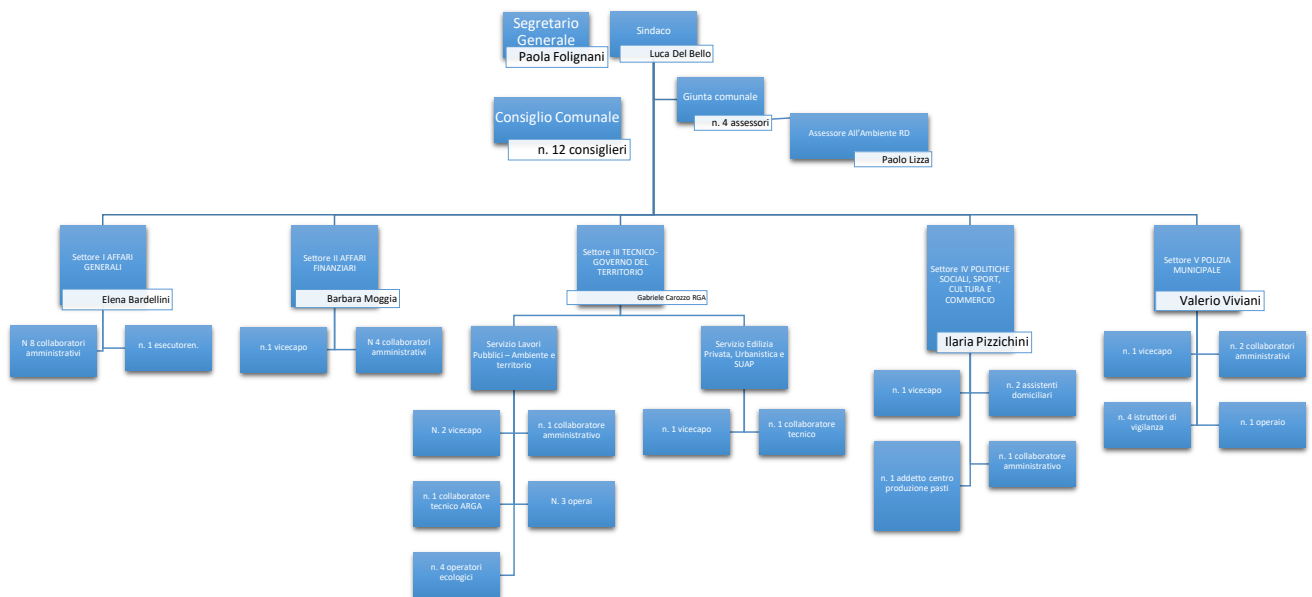 Segretario
Generale
Paola Folignani
Sindaco
Luca Del Bello
Giunta comunale
n. 4 assessori
Consiglio Comunale
n. 12 consiglieri
Assessore All'Ambiente RD
Paolo Lizza
Settore I AFFARI
GENERALI
Elena Bardellini
N 8 collaboratori
amministrativi
n. 1 esecutoren.
Settore II AFFARI
FINANZIARI
Barbara Moggia
n.1 vicecapo
N 4 collaboratori
amministrativi
Settore III TECNICO-
GOVERNO DEL
TERRITORIO
Gabriele Carozzo RGA
Servizio Lavori
Pubblici – Ambiente e
territorio
N. 2 vicecapo
n. 1 collaboratore
amministrativo
n. 1 collaboratore
tecnico ARGA
N. 3 operai
n. 4 operatori
ecologici
Servizio Edilizia
Privata, Urbanistica e
SUAP
n. 1 vicecapo
n. 1 collaboratore
tecnico
Settore IV POLITICHE
SOCIALI, SPORT,
CULTURA E
COMMERCIO
Ilaria Pizzichini
n. 1 vicecapo
n. 2 assistenti
domiciliari
n. 1 addetto centro
produzione pasti
n. 1 collaboratore
amministrativo
Settore V POLIZIA
MUNICIPALE
Valerio Viviani
n. 1 vicecapo
n. 2 collaboratori
amministrativi
n. 4 istruttori di
vigilanza
n. 1 operaio